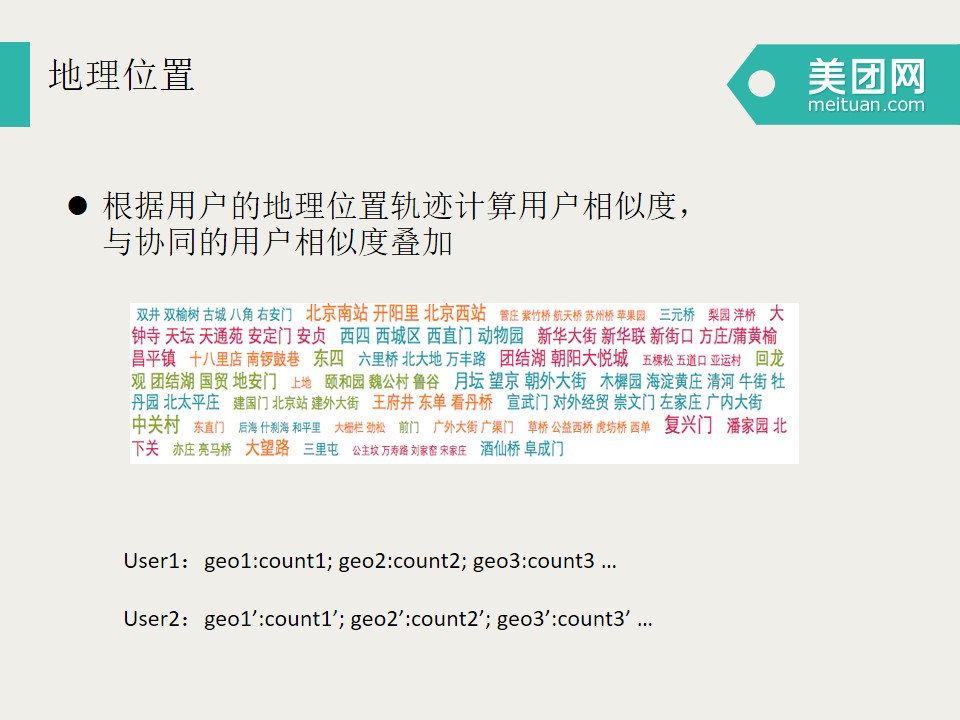 地理位置
美团网
meituan.com
● 根据用户的地理位置轨迹计算用户相似度，
与协同的用户相似度叠加
双井 双榆树 古城 八角 右安门 北京南站 开阳里 北京西站 管庄 紫竹桥 航天桥 苏州桥 苹果园 三元桥 梨园 洋桥 大
钟寺 天坛 天通苑 安定门 安贞 西四 西城区 西直门 动物园 新华大街 新华联 新街口 方庄/蒲黄榆
昌平镇 十八里店 南锣鼓巷 东四 六里桥 北大地 万丰路 团结湖 朝阳大悦城 五棵松 五道口 亚运村 回龙
观 团结湖 国贸 地安门 上地 颐和园 魏公村 鲁谷 月坛 望京 朝外大街 木樨园 海淀黄庄 清河 牛街 牡
丹园 北太平庄 建国门 北京站 建外大街 王府井 东单 看丹桥 宣武门 对外经贸 崇文门 左家庄 广内大街
中关村 东直门 后海 什刹海 和平里 大栅栏 劲松 前门 广外大街 广渠门 草桥 公益西桥 虎坊桥 西单 复兴门 潘家园 北
下关 亦庄 亮马桥 大望路 三里屯 公主坟 万寿路 刘家窑 宋家庄 酒仙桥 阜成门
User1：geo1:count1; geo2:count2; geo3:count3 …
User2：geo1’:count1’; geo2’:count2’; geo3’:count3’ …